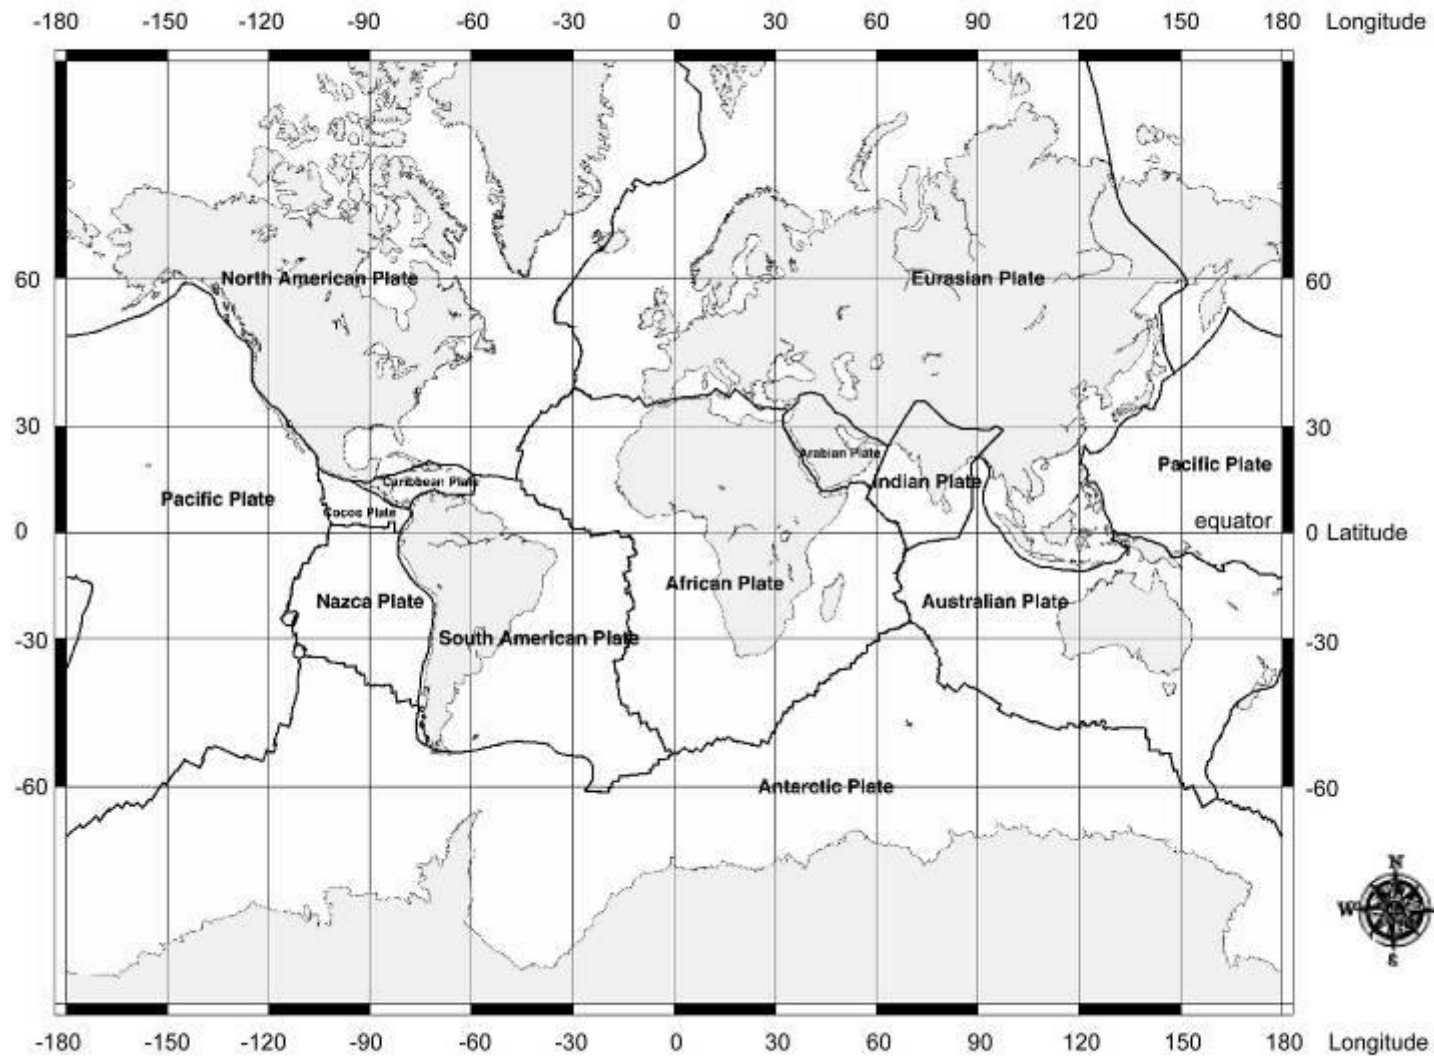 -180 -150 -120 -90 -60 -30 0 30 60 90 120 150 180 Longitude
60 North American Plate Eurasian Plate 60
30 30
Arabian Plate
Pacific Plate
Caribbean Plate Indian Plate
Pacific Plate
Cocos Plate
equator
0 0 Latitude
African Plate
Nazca Plate Australian Plate
South American Plate
-30 -30
-60 Antarctic Plate -60
N
W
S
-180 -150 -120 -90 -60 -30 0 30 60 90 120 150 180 Longitude